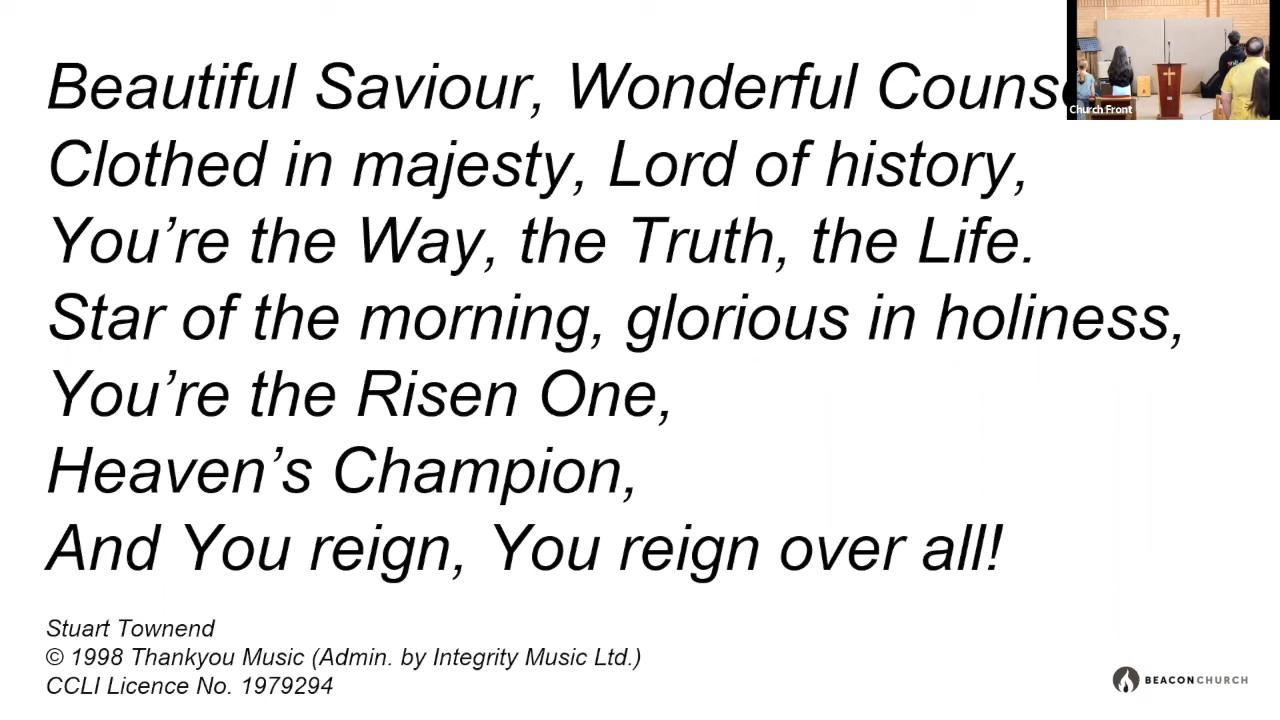 Beautiful Saviour, Wonderful Couns
Clothed in majesty, Lord of history,
You’re the Way, the Truth, the Life.
Star of the morning, glorious in holiness,
You’re the Risen One,
Heaven’s Champion,
And You reign, You reign over all!
Stuart Townend
© 1998 Thankyou Music (Admin. by Integrity Music Ltd.)
CCLI Licence No. 1979294
Church Front
BEACONCHURCH